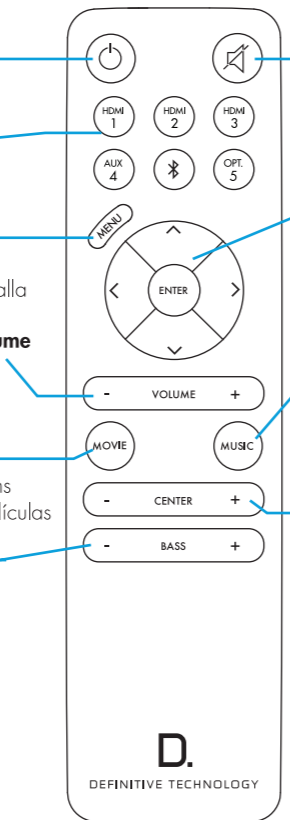 HDMI
1
HDMI
2
HDMI
3
AUX
4
OPT.
5
MENU
alla
ENTER
ume
- VOLUME +
MOVIE
MUSIC
ns
lículas
- CENTER +
- BASS +
D.
DEFINITIVE TECHNOLOGY